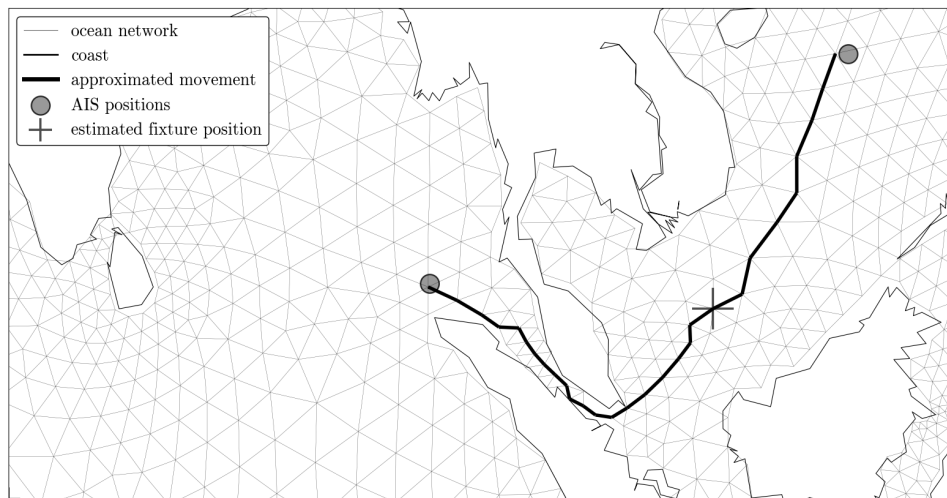 ocean network
coast
approximated movement
AIS positions
estimated fixture position